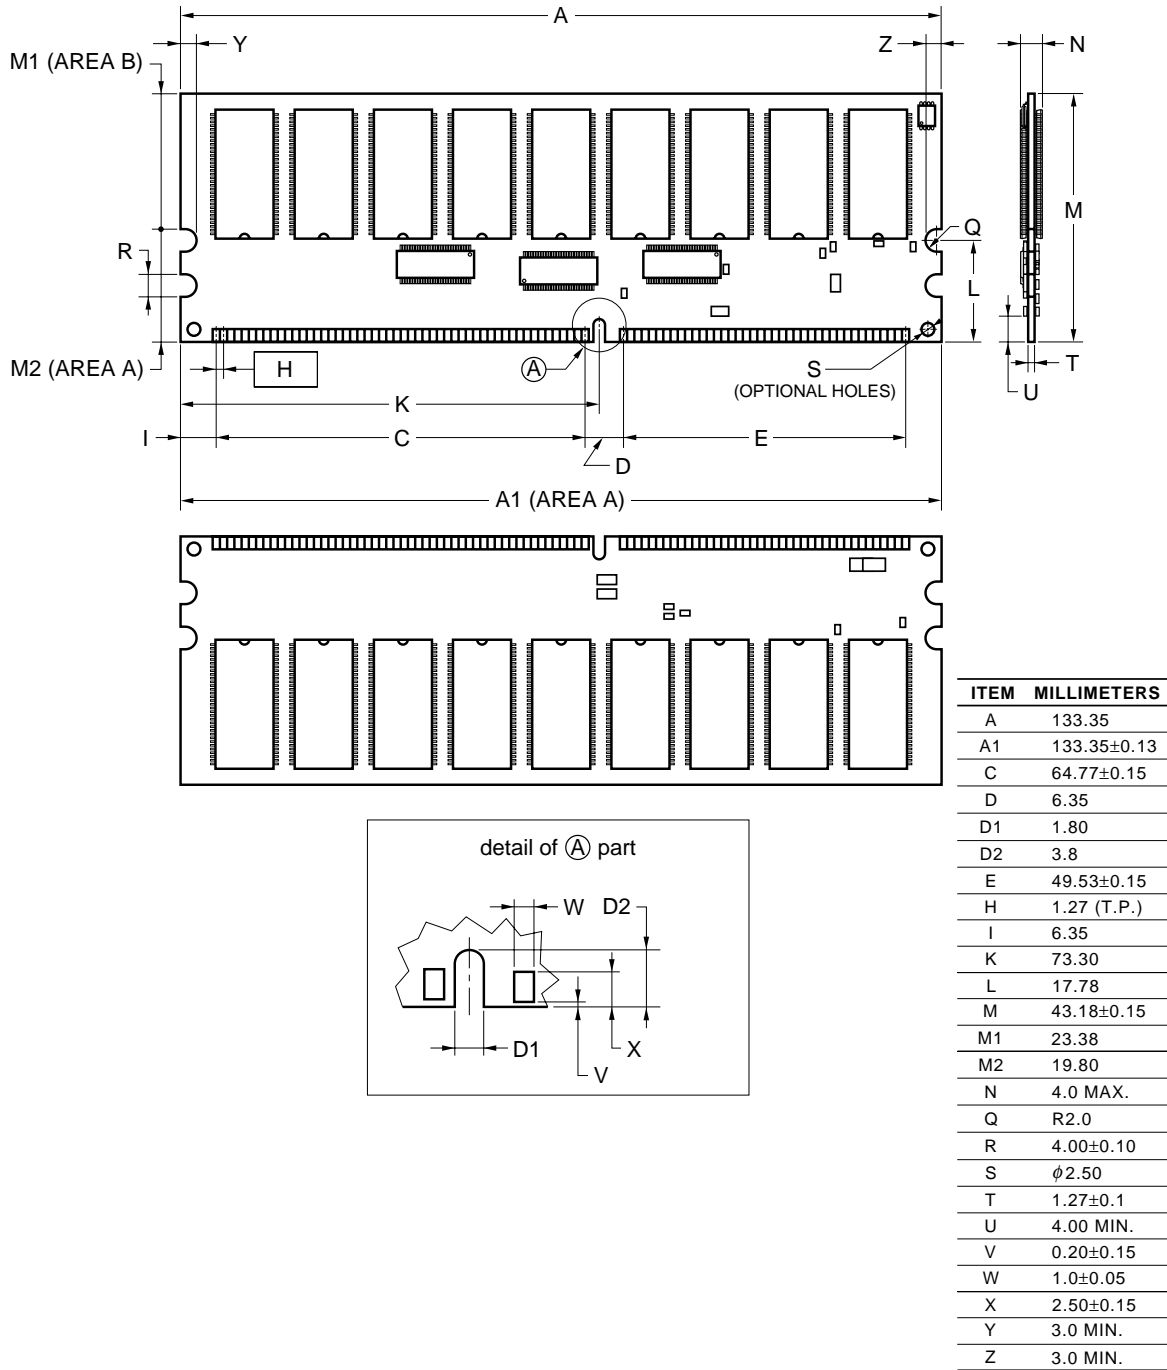 A
Y
Z
N
M1 (AREA B)
Q
M
R
L
M2 (AREA A)
H
A
S
(OPTIONAL HOLES)
T
U
K
I
C
E
D
A1 (AREA A)
detail of A part
W
D2
D1
X
V
ITEM MILLIMETERS
A 133.35
A1 133.35±0.13
C 64.77±0.15
D 6.35
D1 1.80
D2 3.8
E 49.53±0.15
H 1.27 (T.P.)
I 6.35
K 73.30
L 17.78
M 43.18±0.15
M1 23.38
M2 19.80
N 4.0 MAX.
Q R2.0
R 4.00±0.10
S ϕ2.50
T 1.27±0.1
U 4.00 MIN.
V 0.20±0.15
W 1.0±0.05
X 2.50±0.15
Y 3.0 MIN.
Z 3.0 MIN.